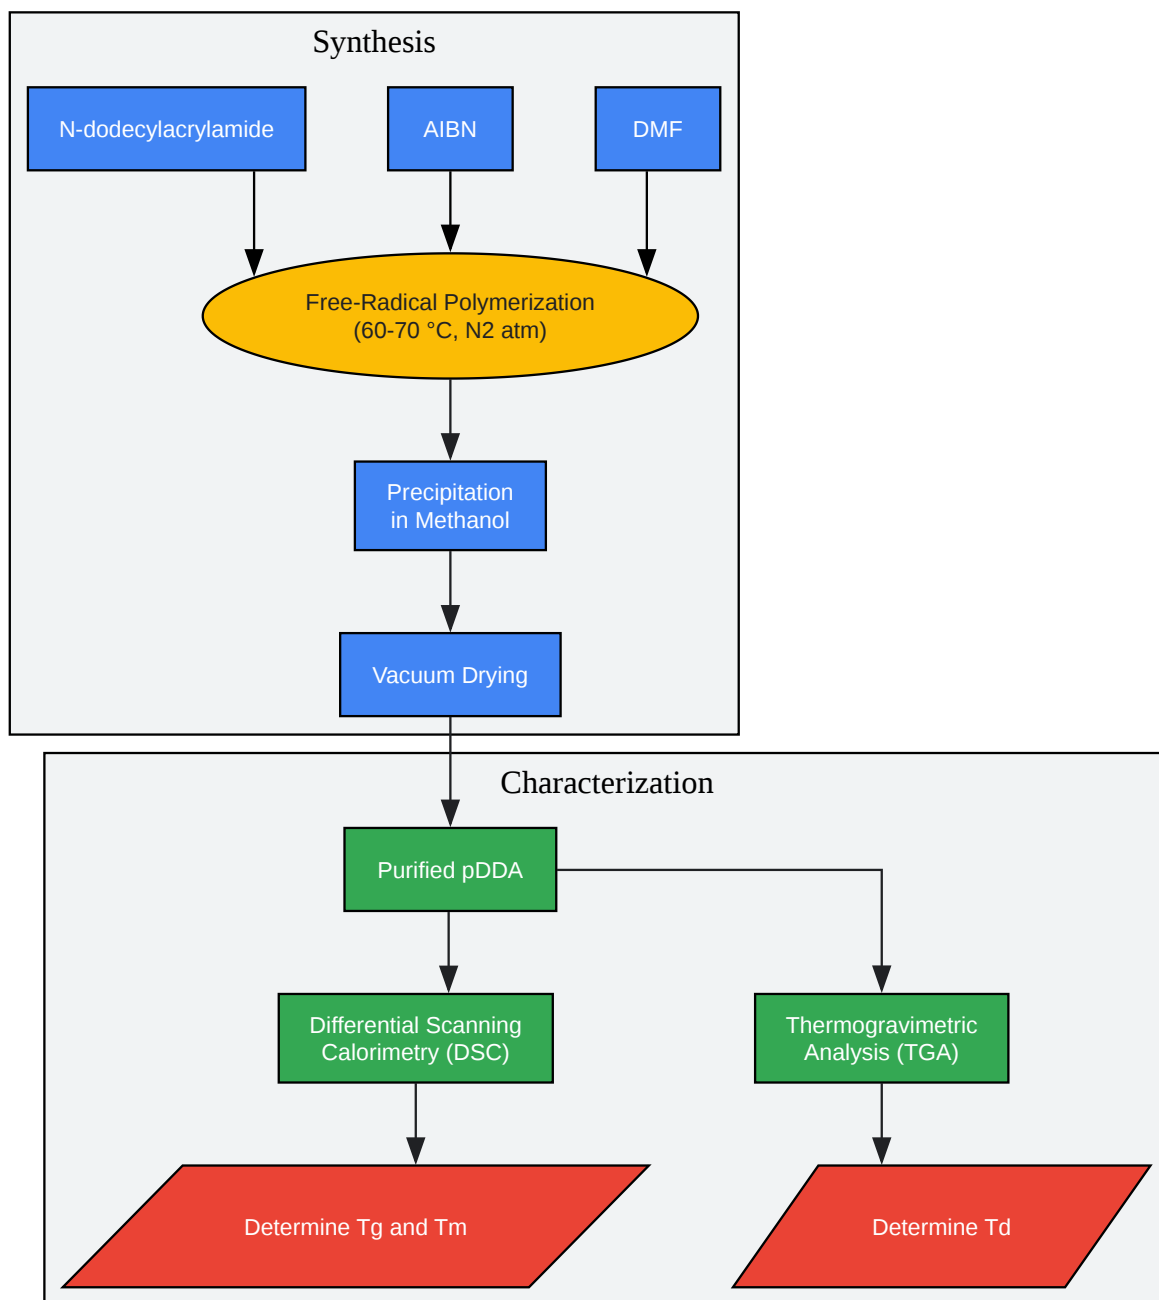 Synthesis
N-dodecylacrylamide
AIBN
DMF
Free-Radical Polymerization
(60-70 °C, N2 atm)
Precipitation
in Methanol
Vacuum Drying
Characterization
Purified pDDA
Differential Scanning
Calorimetry (DSC)
Thermogravimetric
Analysis (TGA)
Determine Tg and Tm
Determine Td